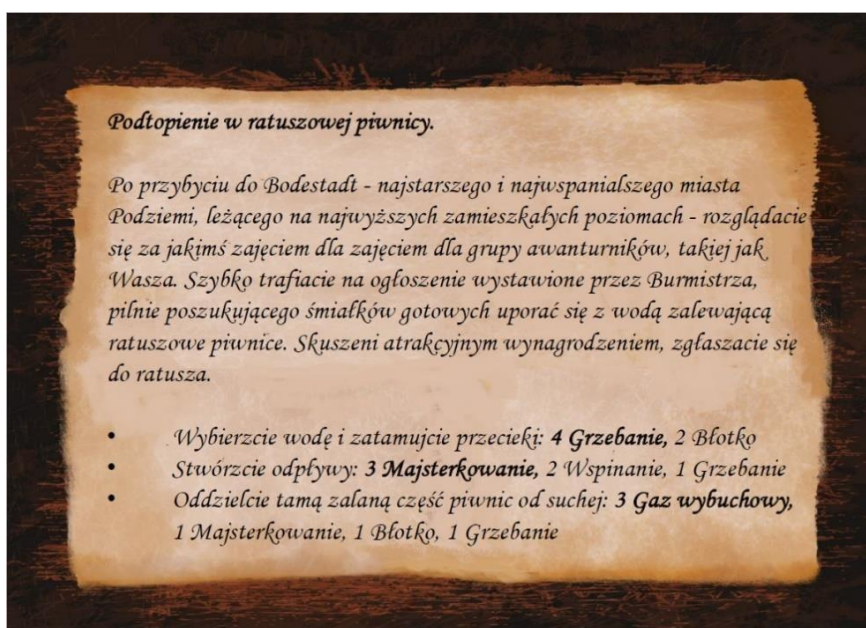 Podtopienie w ratuszowej piwnicy.
Po przybyciu do Bodestadt - najstarszego i najwspanialszego miasta
Podziemi, leżącego na najwyższych zamieszkałych poziomach - rozglądacie
się za jakimś zajęciem dla zajęciem dla grupy awanturników, takiej jak
Wasza. Szybko trafiacie na ogłoszenie wystawione przez Burmistrza,
pilnie poszukującego śmiałków gotowych uporać się z wodą zalewającą
ratuszowe piwnice. Skuszeni atrakcyjnym wynagrodzeniem, zgłaszacie się
do ratusza.
• Wybierzcie wodę i zatamujcie przecieki: 4 Grzebanie, 2 Błotko
• Stwórzcie odpływy: 3 Majsterkowanie, 2 Wspinanie, 1 Grzebanie
• Oddzielcie tamą zalaną część piwnic od suchej: 3 Gaz wybuchowy,
1 Majsterkowanie, 1 Błotko, 1 Grzebanie